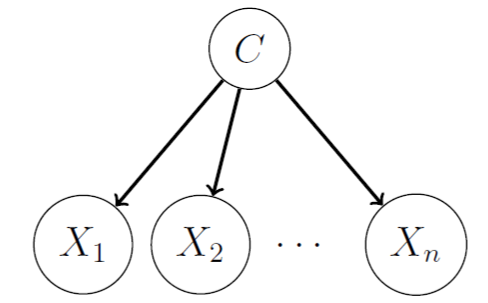 C
X₁ X₂ ⋯ Xₙ